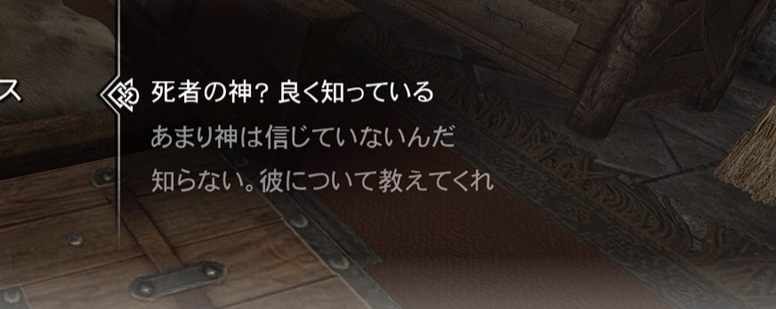 ス
死者の神? 良く知っている
あまり神は信じていないんだ
知らない。彼について教えてくれ